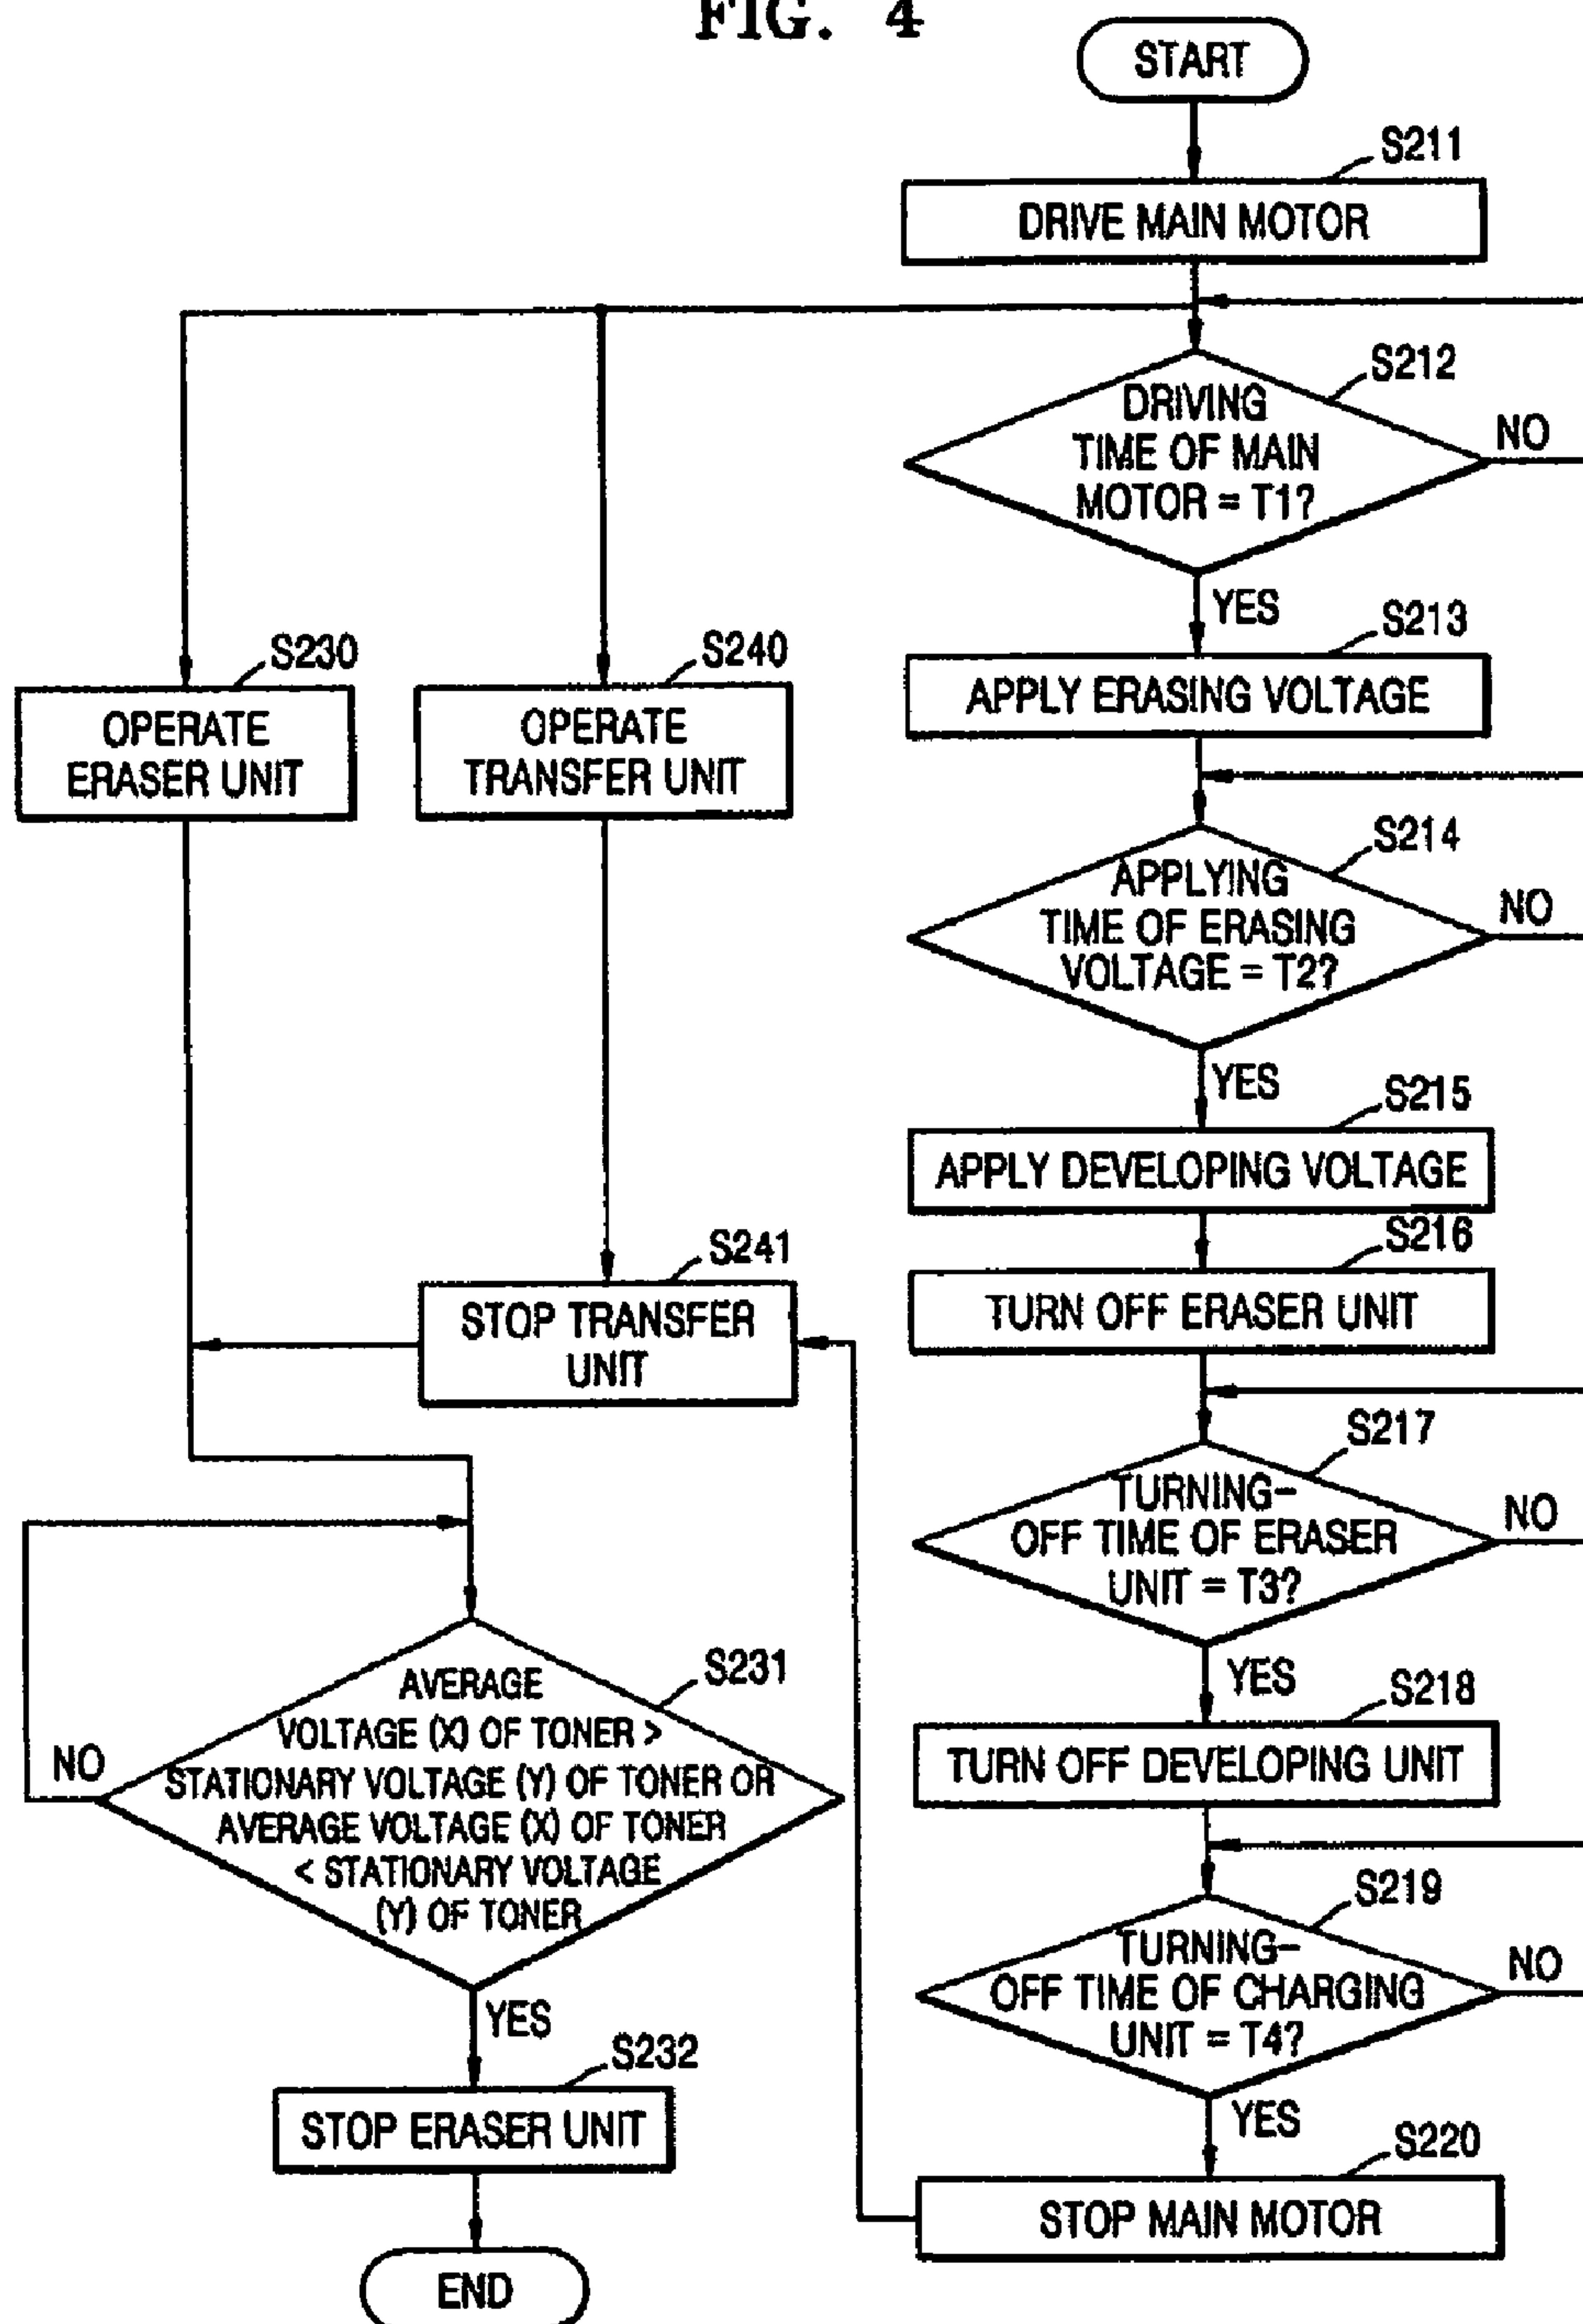 FIG. 4
START
S211
DRIVE MAIN MOTOR
S212
DRIVING
TIME OF MAIN
MOTOR = T1?
NO
YES
S213
APPLY ERASING VOLTAGE
S230
OPERATE
ERASER UNIT
S240
OPERATE
TRANSFER UNIT
S214
APPLYING
TIME OF ERASING
VOLTAGE = T2?
NO
YES
S215
APPLY DEVELOPING VOLTAGE
S216
TURN OFF ERASER UNIT
S241
STOP TRANSFER
UNIT
S217
TURNING-
OFF TIME OF ERASER
UNIT = T3?
NO
YES
S218
TURN OFF DEVELOPING UNIT
S231
AVERAGE
VOLTAGE (X) OF TONER >
STATIONARY VOLTAGE (Y) OF TONER OR
AVERAGE VOLTAGE (X) OF TONER
< STATIONARY VOLTAGE
(Y) OF TONER
NO
YES
S219
TURNING-
OFF TIME OF CHARGING
UNIT = T4?
NO
YES
S232
STOP ERASER UNIT
S220
STOP MAIN MOTOR
END